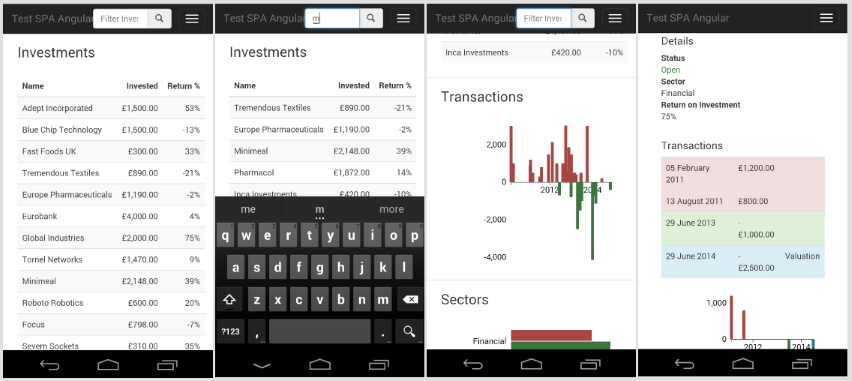 Test SPA Angular
Filter Inves
Investments
Name Invested Return %
Adept Incorporated £1,500.00 53%
Blue Chip Technology £1,500.00 -13%
Fast Foods UK £300.00 33%
Tremendous Textiles £890.00 -21%
Europe Pharmaceuticals £1,190.00 -2%
Eurobank £4,000.00 4%
Global Industries £2,000.00 75%
Tornel Networks £1,470.00 9%
Minimeal £2,148.00 39%
Roboto Robotics £600.00 20%
Focus £798.00 -7%
Severn Sockets £310.00 35%
Test SPA Angular
m
Investments
Name Invested Return %
Tremendous Textiles £890.00 -21%
Europe Pharmaceuticals £1,190.00 -2%
Minimeal £2,148.00 39%
Pharmacol £1,872.00 14%
Inca Investments £420.00 -10%
me m more
q w e r t y u i o p
a s d f g h j k l
z x c v b n m
?123 , .
Test SPA Angular
Filter Inves
Inca Investments £420.00 -10%
Transactions
2,000
0
2012 2014
-2,000
-4,000
Sectors
Financial
Test SPA Angular
Details
Status
Open
Sector
Financial
Return on Investment
75%
Transactions
05 February £1,200.00
2011
13 August 2011 £800.00
29 June 2013 -
£1,000.00
29 June 2014 - Valuation
£2,500.00
1,000
0
2012 2014